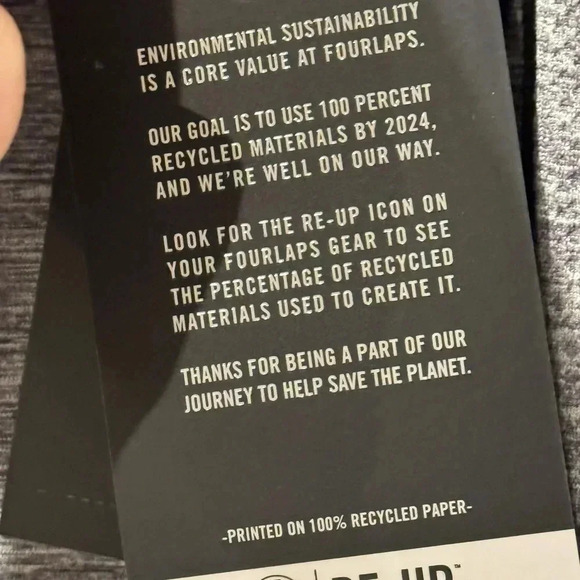 ENVIRONMENTAL SUSTAINABILITY
IS A CORE VALUE AT FOURLAPS.
OUR GOAL IS TO USE 100 PERCENT
RECYCLED MATERIALS BY 2024,
AND WE'RE WELL ON OUR WAY.
LOOK FOR THE RE-UP ICON ON
YOUR FOURLAPS GEAR TO SEE
THE PERCENTAGE OF RECYCLED
MATERIALS USED TO CREATE IT.
THANKS FOR BEING A PART OF OUR
JOURNEY TO HELP SAVE THE PLANET.
-PRINTED ON 100% RECYCLED PAPER-
RE-UP™